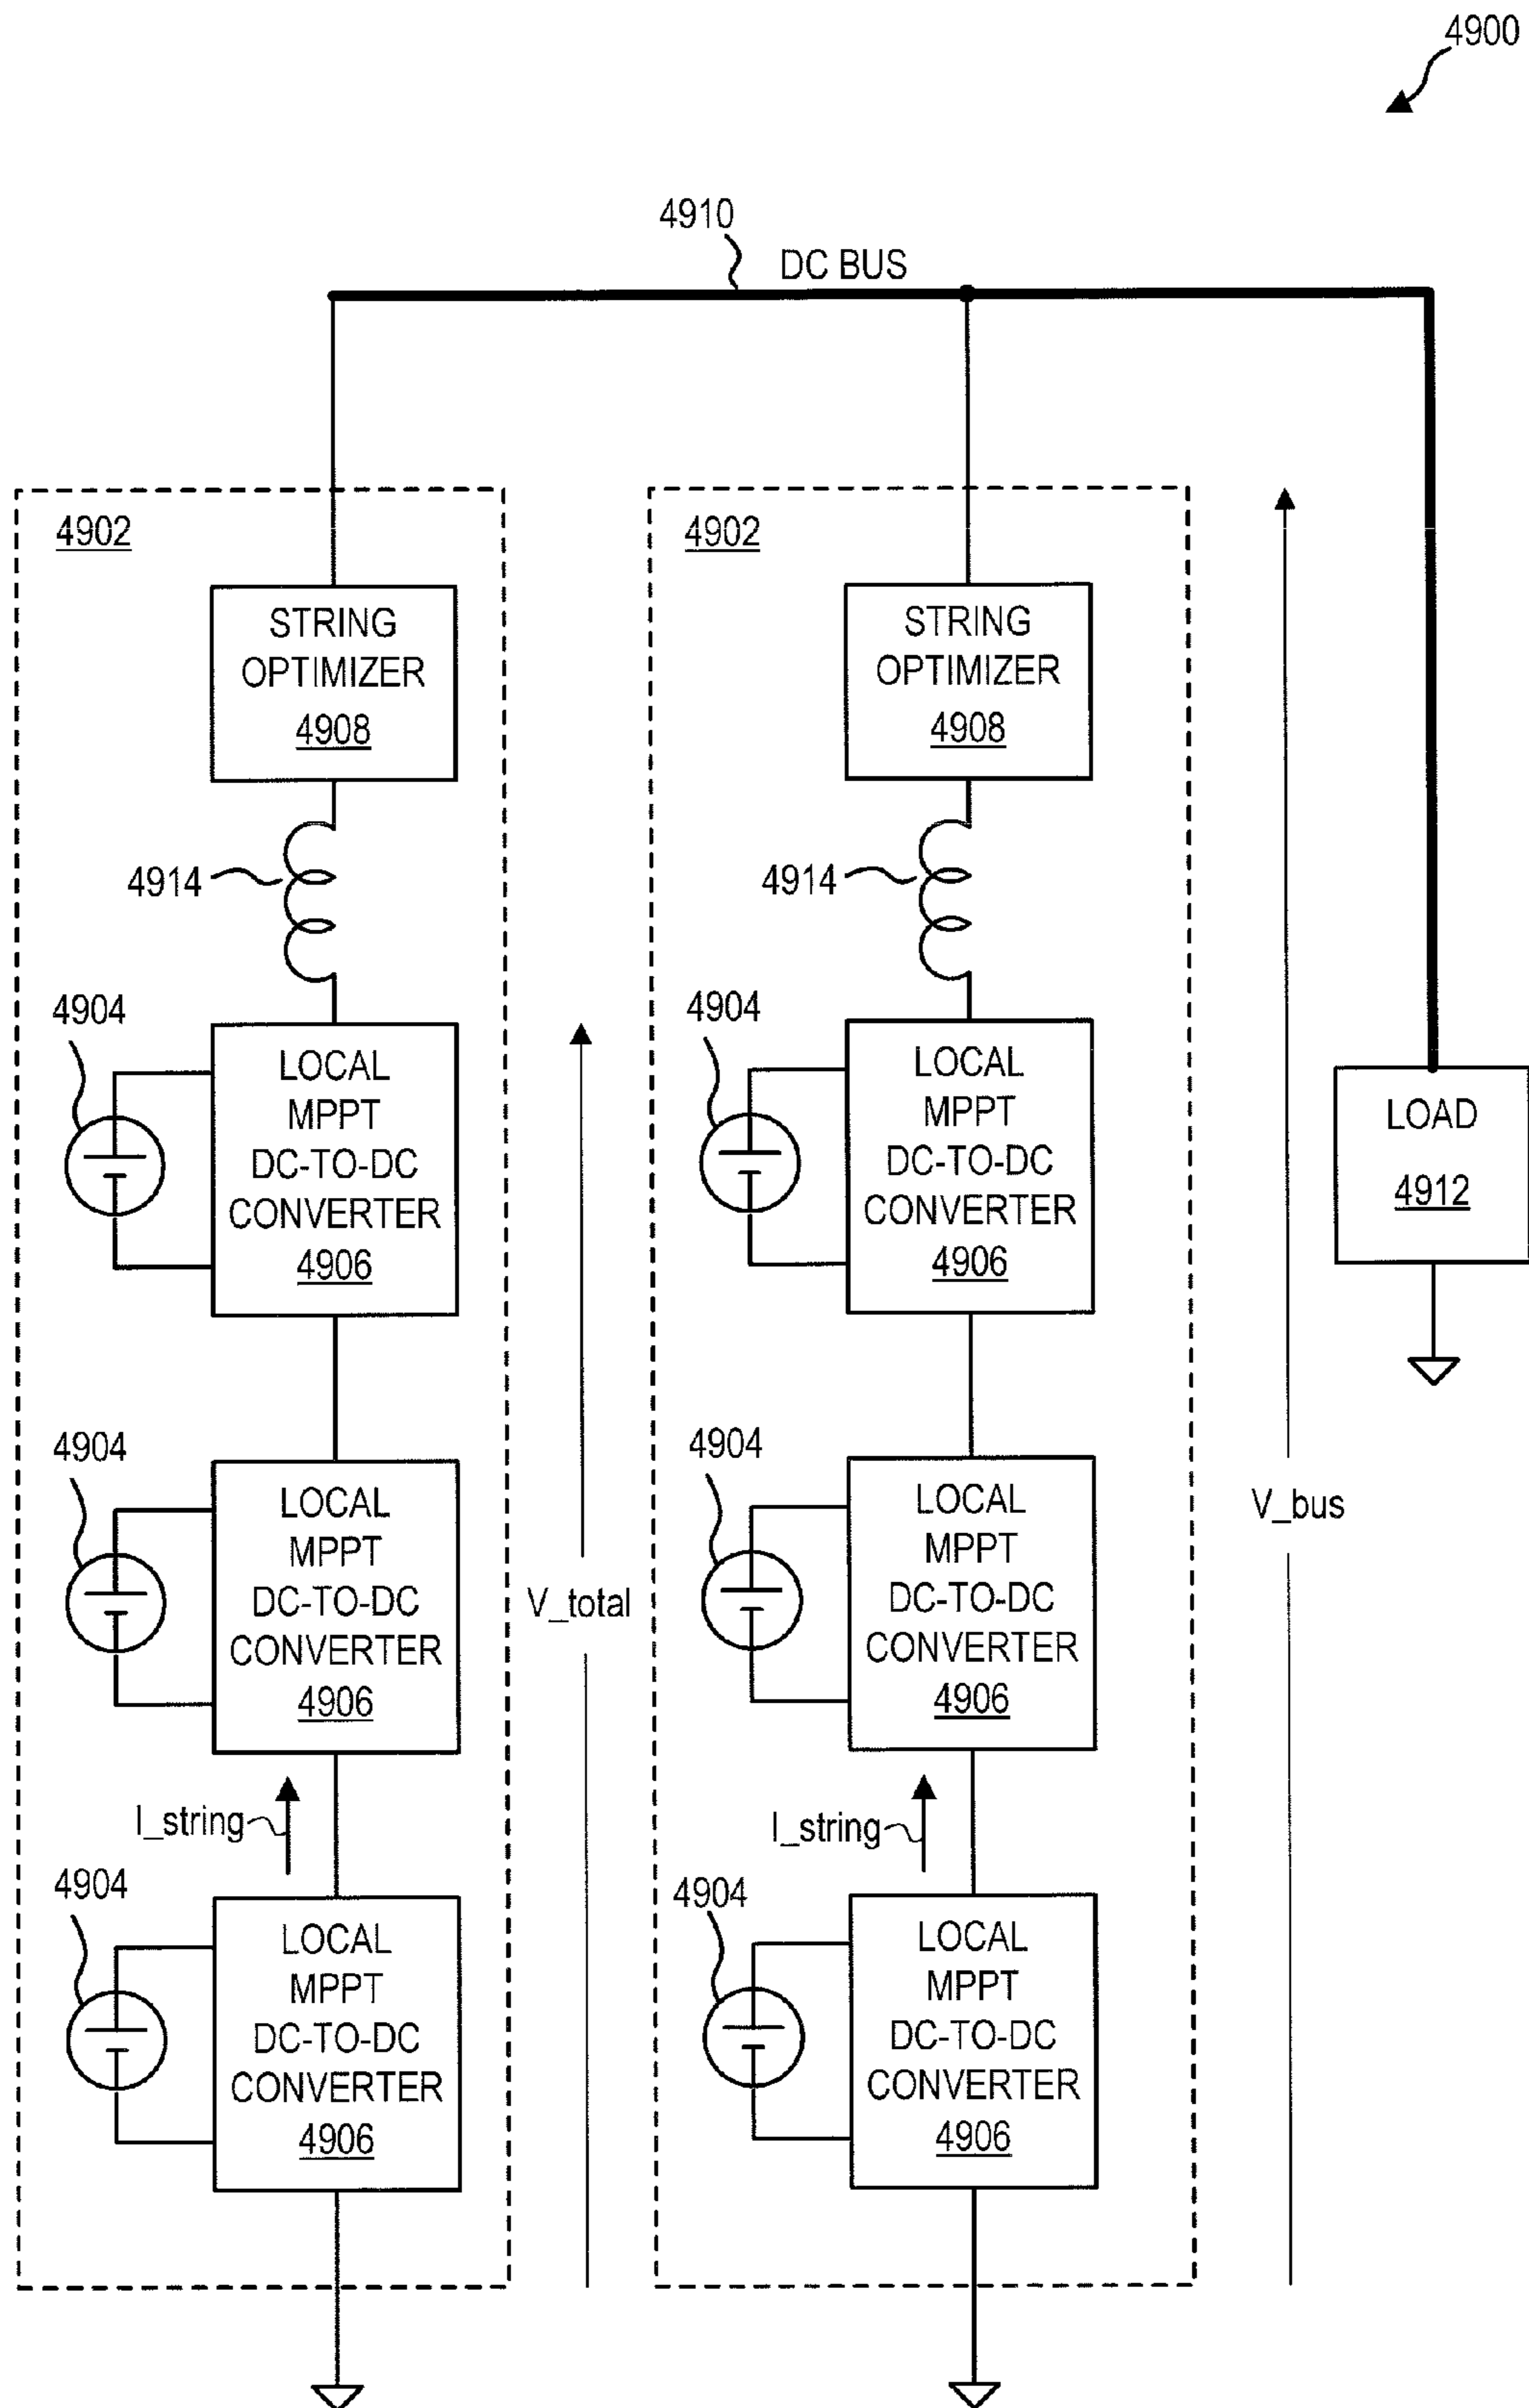 4900
4910
DC BUS
4902
STRING
OPTIMIZER
4908
4914
4904
LOCAL
MPPT
DC-TO-DC
CONVERTER
4906
4904
LOCAL
MPPT
DC-TO-DC
CONVERTER
4906
I_string
4904
LOCAL
MPPT
DC-TO-DC
CONVERTER
4906
V_total
4902
STRING
OPTIMIZER
4908
4914
4904
LOCAL
MPPT
DC-TO-DC
CONVERTER
4906
4904
LOCAL
MPPT
DC-TO-DC
CONVERTER
4906
I_string
4904
LOCAL
MPPT
DC-TO-DC
CONVERTER
4906
V_bus
LOAD
4912